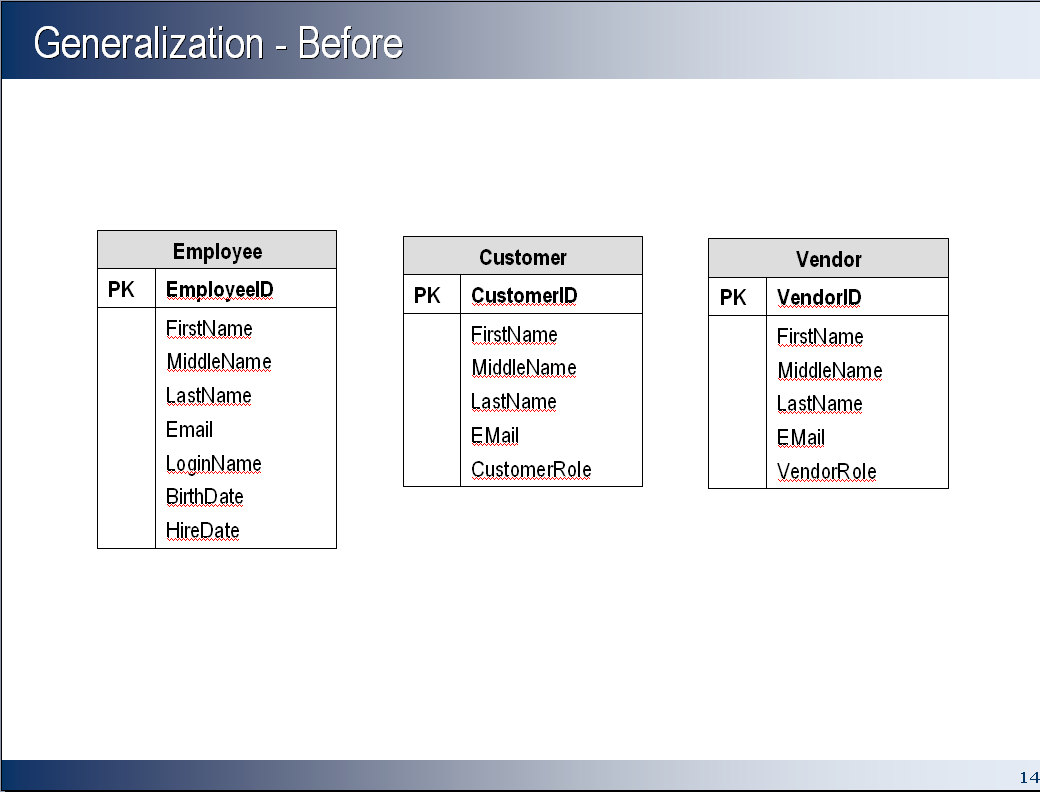 Generalization - Before
Employee
PK EmployeeID
FirstName
MiddleName
LastName
Email
LoginName
BirthDate
HireDate
Customer
PK CustomerID
FirstName
MiddleName
LastName
EMail
CustomerRole
Vendor
PK VendorID
FirstName
MiddleName
LastName
EMail
VendorRole
14